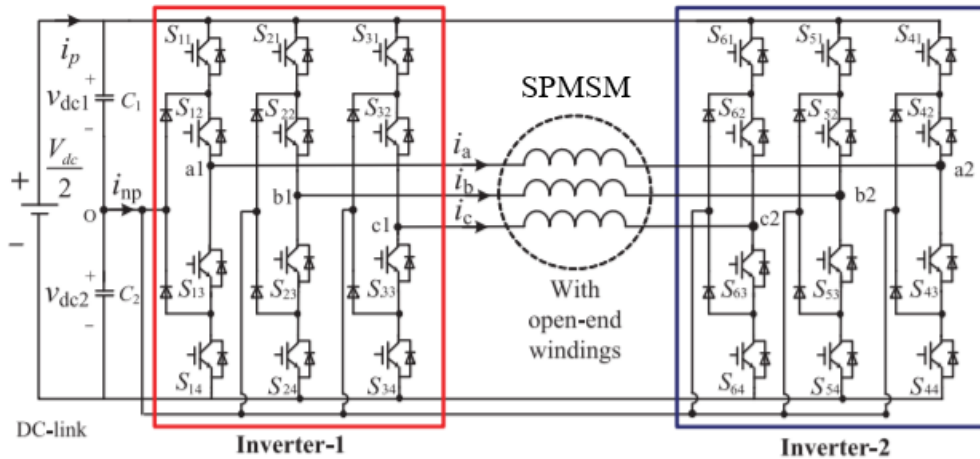 S11 S21 S31 S61 S51 S41
ip
+
vdc1 C1
−
S12 S22 S32 SPMSM S62 S52 S42
Vdc/2
+
−
a1 ia a2
inp
O
b1 ib b2
c1 ic c2
+
vdc2 C2
−
S13 S23 S33 S63 S53 S43
With
open-end
windings
S14 S24 S34 S64 S54 S44
DC-link
Inverter-1 Inverter-2